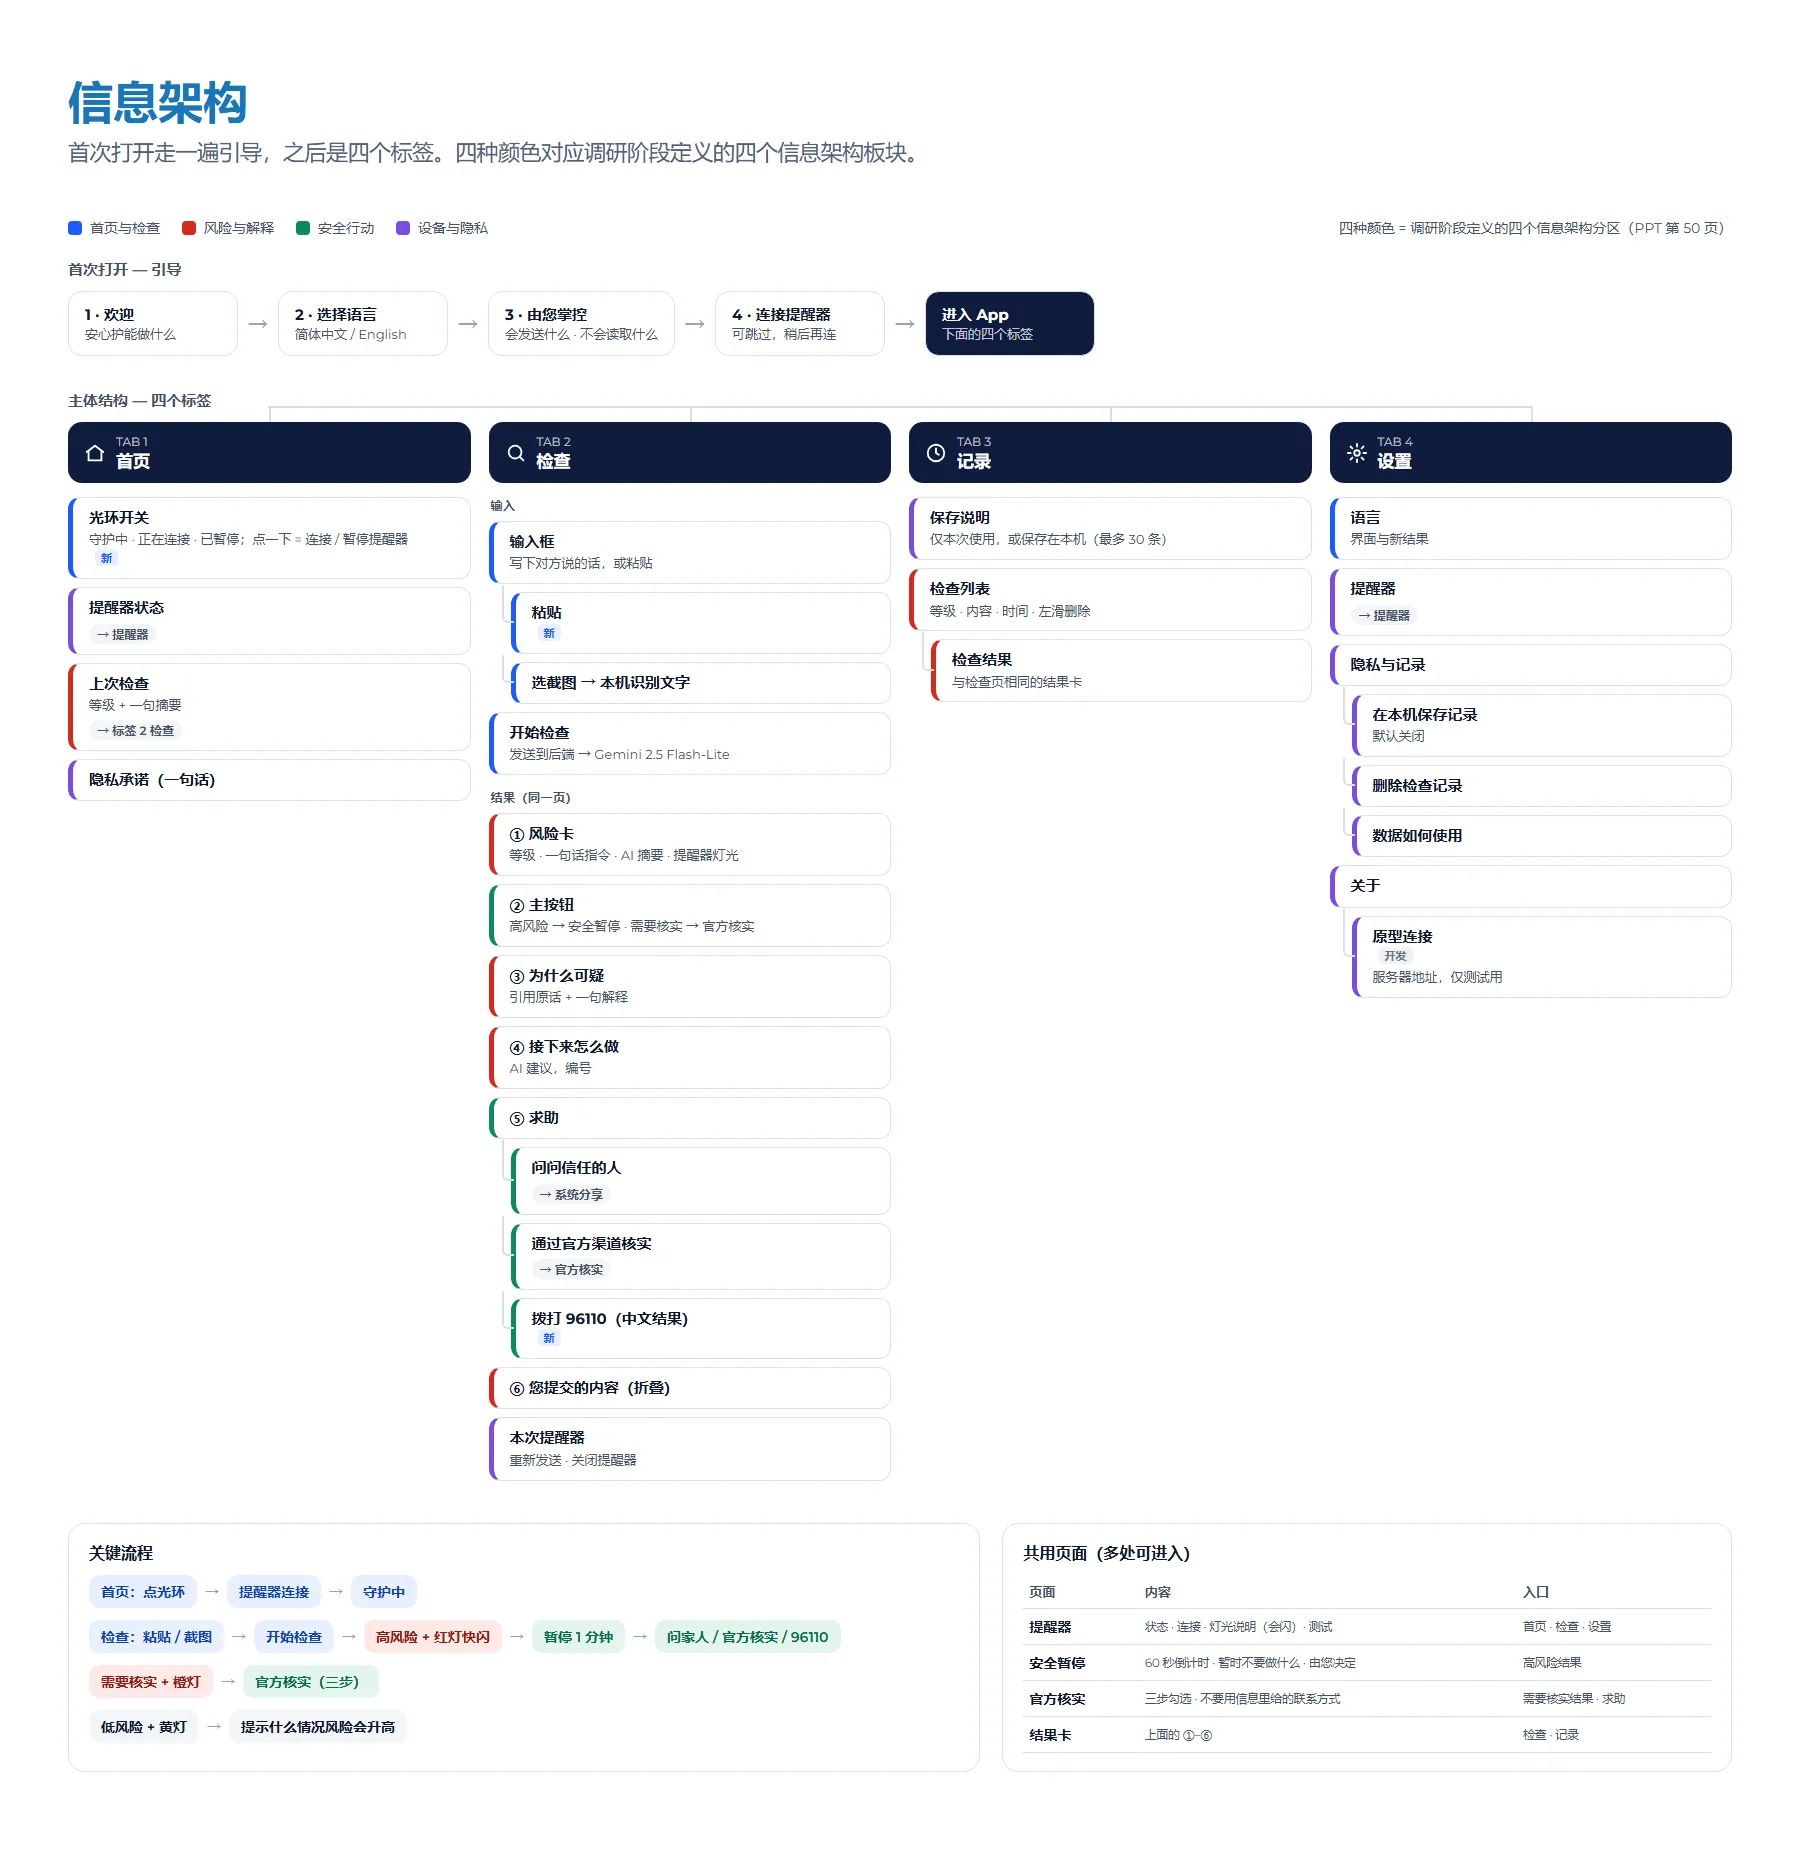 信息架构
首次打开走一遍引导，之后是四个标签。四种颜色对应调研阶段定义的四个信息架构板块。
首页与检查 风险与解释 安全行动 设备与隐私
四种颜色 = 调研阶段定义的四个信息架构分区（PPT 第 50 页）
首次打开 — 引导
1 · 欢迎
安心护能做什么
→
2 · 选择语言
简体中文 / English
→
3 · 由您掌控
会发送什么 · 不会读取什么
→
4 · 连接提醒器
可跳过，稍后再连
→
进入 App
下面的四个标签
主体结构 — 四个标签
TAB 1
首页
光环开关
守护中 · 正在连接 · 已暂停；点一下 = 连接 / 暂停提醒器
新
提醒器状态
→ 提醒器
上次检查
等级 + 一句摘要
→ 标签 2 检查
隐私承诺（一句话）
TAB 2
检查
输入
输入框
写下对方说的话，或粘贴
粘贴
新
选截图 → 本机识别文字
开始检查
发送到后端 → Gemini 2.5 Flash-Lite
结果（同一页）
① 风险卡
等级 · 一句话指令 · AI 摘要 · 提醒器灯光
② 主按钮
高风险 → 安全暂停 · 需要核实 → 官方核实
③ 为什么可疑
引用原话 + 一句解释
④ 接下来怎么做
AI 建议，编号
⑤ 求助
问问信任的人
→ 系统分享
通过官方渠道核实
→ 官方核实
拨打 96110（中文结果）
新
⑥ 您提交的内容（折叠）
本次提醒器
重新发送 · 关闭提醒器
TAB 3
记录
保存说明
仅本次使用，或保存在本机（最多 30 条）
检查列表
等级 · 内容 · 时间 · 左滑删除
检查结果
与检查页相同的结果卡
TAB 4
设置
语言
界面与新结果
提醒器
→ 提醒器
隐私与记录
在本机保存记录
默认关闭
删除检查记录
数据如何使用
关于
原型连接
开发
服务器地址，仅测试用
关键流程
首页：点光环 → 提醒器连接 → 守护中
检查：粘贴 / 截图 → 开始检查 → 高风险 + 红灯快闪 → 暂停 1 分钟 → 问家人 / 官方核实 / 96110
需要核实 + 橙灯 → 官方核实（三步）
低风险 + 黄灯 → 提示什么情况风险会升高
共用页面（多处可进入）
页面 内容 入口
提醒器 状态 · 连接 · 灯光说明（会闪） · 测试 首页 · 检查 · 设置
安全暂停 60 秒倒计时 · 暂时不要做什么 · 由您决定 高风险结果
官方核实 三步勾选 · 不要用信息里给的联系方式 需要核实结果 · 求助
结果卡 上面的 ①–⑥ 检查 · 记录